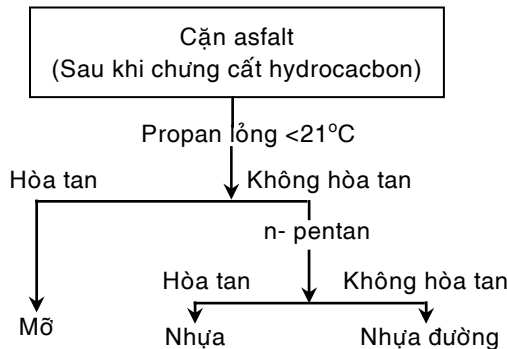 Cặn asfalt
(Sau khi chưng cất hydrocacbon)
Propan lỏng <21°C
Hòa tan
Không hòa tan
n- pentan
Hòa tan
Không hòa tan
Mỡ
Nhựa
Nhựa đường